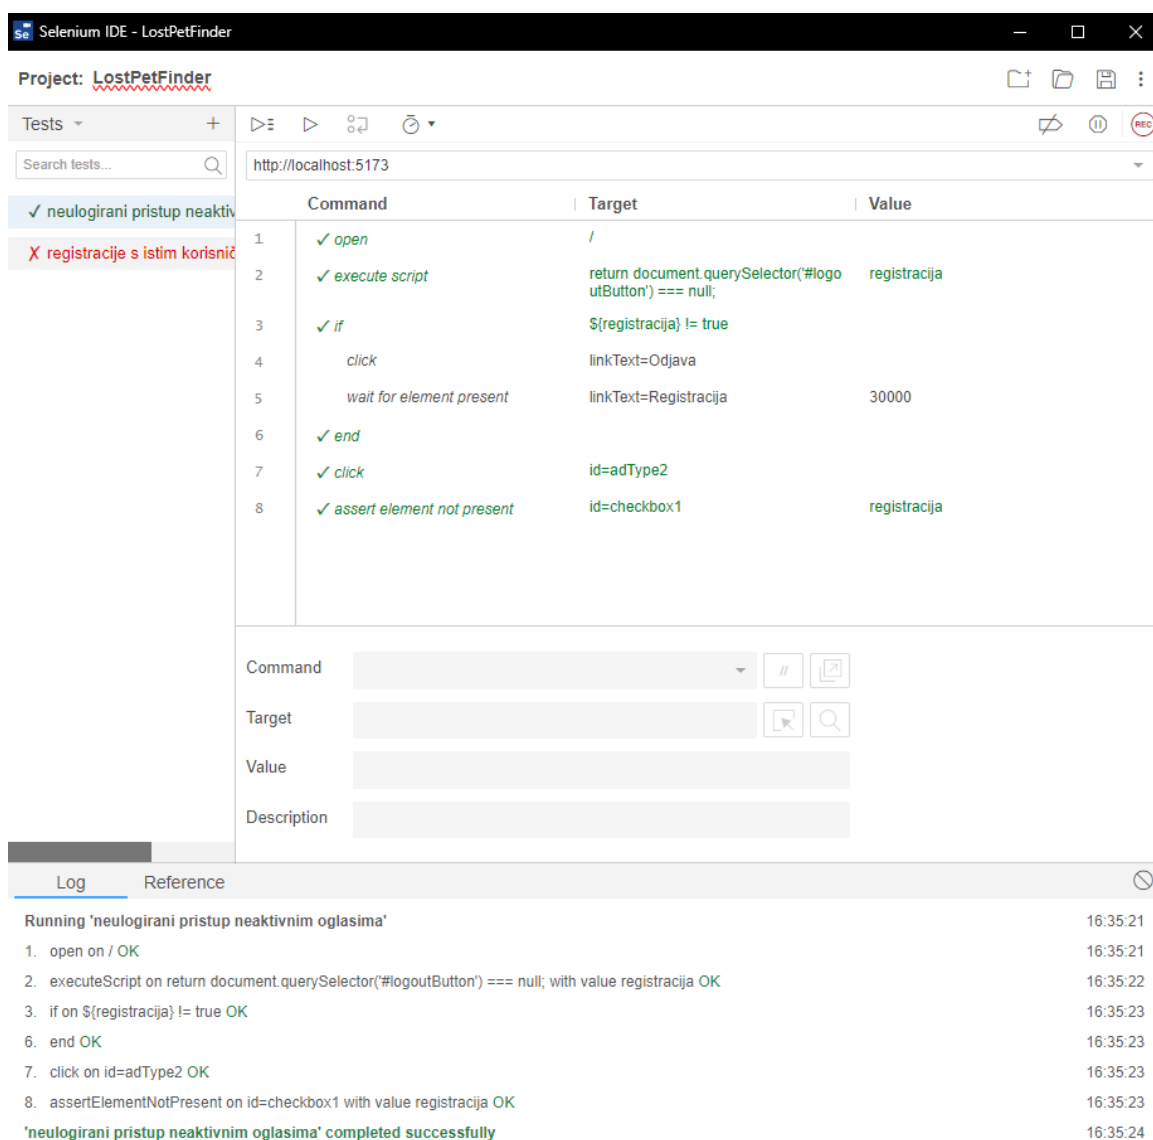 Selenium IDE - LostPetFinder
Project: LostPetFinder
Tests
Search tests...
✓ neulogirani pristup neaktiv
✗ registracije s istim korisnič
REC
http://localhost:5173
Command Target Value
1 ✓ open /
2 ✓ execute script return document.querySelector('#logo registracija
utButton') === null;
3 ✓ if ${registracija} != true
4 click linkText=Odjava
5 wait for element present linkText=Registracija 30000
6 ✓ end
7 ✓ click id=adType2
8 ✓ assert element not present id=checkbox1 registracija
Command //
Target
Value
Description
Log Reference
Running 'neulogirani pristup neaktivnim oglasima' 16:35:21
1. open on / OK 16:35:21
2. executeScript on return document.querySelector('#logoutButton') === null; with value registracija OK 16:35:22
3. if on ${registracija} != true OK 16:35:23
6. end OK 16:35:23
7. click on id=adType2 OK 16:35:23
8. assertElementNotPresent on id=checkbox1 with value registracija OK 16:35:23
'neulogirani pristup neaktivnim oglasima' completed successfully 16:35:24